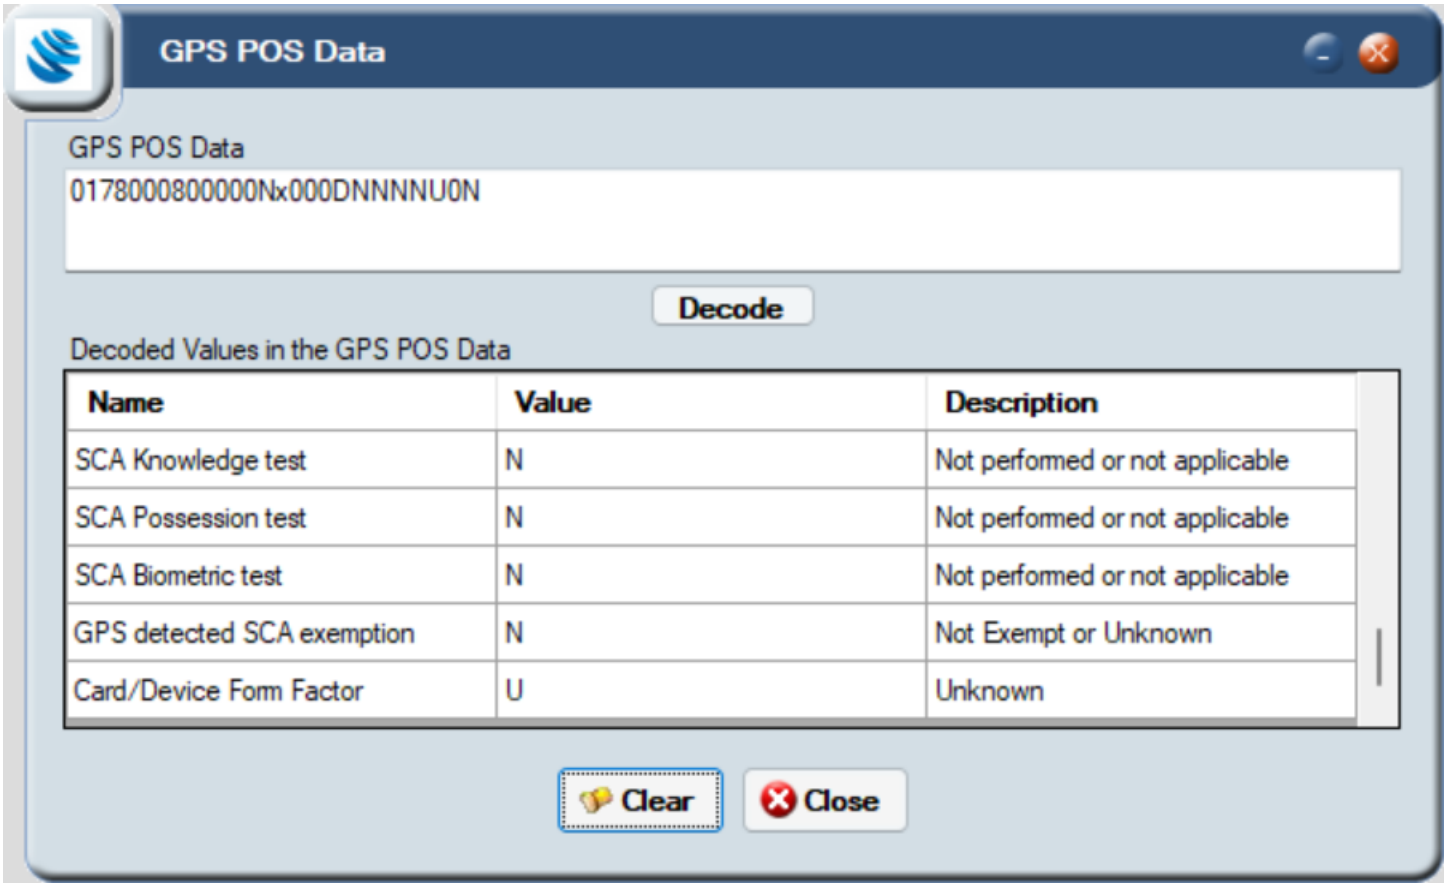 GPS POS Data
GPS POS Data
0178000800000Nx000DNNNNU0N
Decode
Decoded Values in the GPS POS Data
Name Value Description
SCA Knowledge test N Not performed or not applicable
SCA Possession test N Not performed or not applicable
SCA Biometric test N Not performed or not applicable
GPS detected SCA exemption N Not Exempt or Unknown
Card/Device Form Factor U Unknown
Clear Close